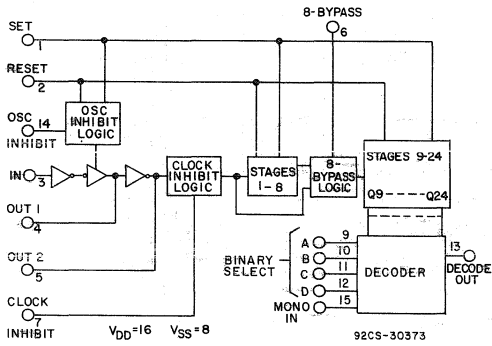 8-BYPASS
6
SET
1
RESET
2
OSC 14
INHIBIT
OSC
INHIBIT
LOGIC
IN
3
CLOCK
INHIBIT
LOGIC
STAGES
1-8
8-
BYPASS
LOGIC
STAGES 9-24
Q9 ---- Q24
OUT 1
4
OUT 2
5
CLOCK
7
INHIBIT
VDD=16 VSS=8
BINARY
SELECT
A 9
B 10
C 11
D 12
MONO 15
IN
DECODER
13
DECODE
OUT
92CS-30373